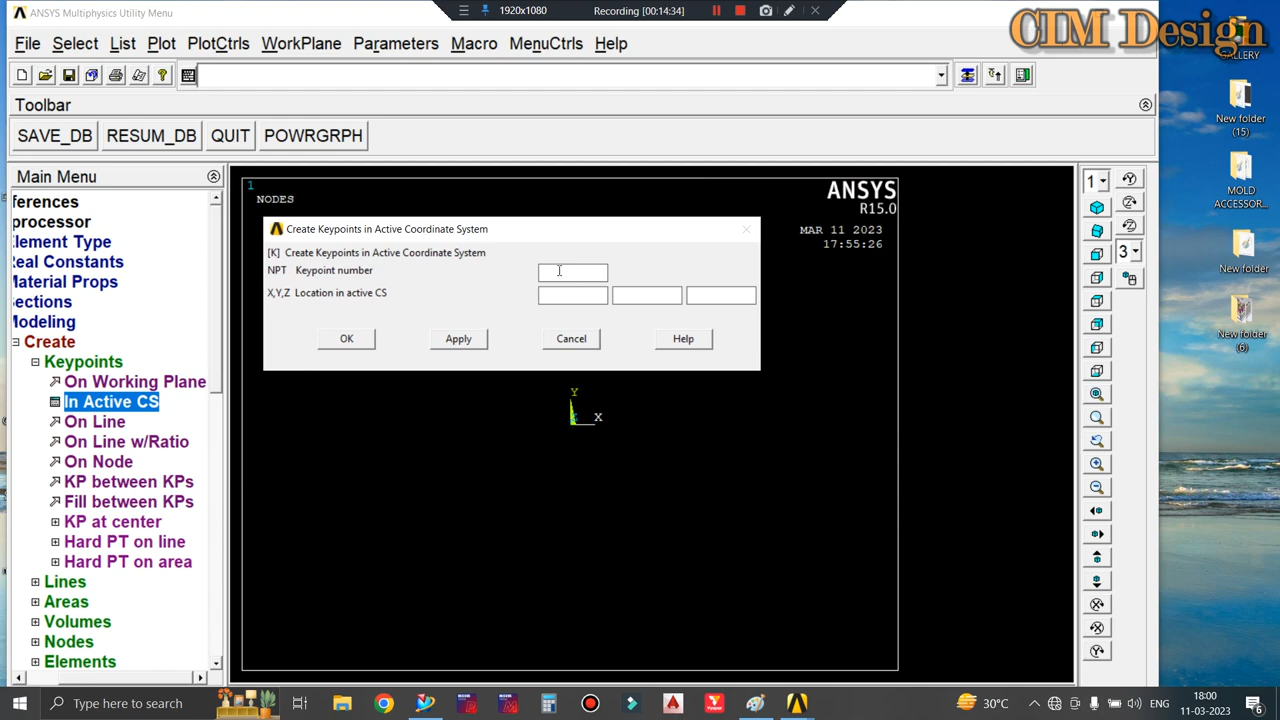 ANSYS Multiphysics Utility Menu
1920x1080
Recording [00:14:34]
CIM Design
File Select List Plot PlotCtrls WorkPlane Parameters Macro MenuCtrls Help
GALLERY
Toolbar
SAVE_DB RESUM_DB QUIT POWRGRPH
New folder
(15)
Main Menu
ferences
processor
lement Type
Real Constants
Material Props
Sections
Modeling
Create
Keypoints
On Working Plane
In Active CS
On Line
On Line w/Ratio
On Node
KP between KPs
Fill between KPs
KP at center
Hard PT on line
Hard PT on area
Lines
Areas
Volumes
Nodes
Elements
1
NODES
ANSYS
R15.0
MAR 11 2023
17:55:26
Create Keypoints in Active Coordinate System
[K] Create Keypoints in Active Coordinate System
NPT Keypoint number
X,Y,Z Location in active CS
OK Apply Cancel Help
Y
X
1
3
MOLD
ACCESSOR...
New folder
New folder
(6)
Type here to search
30°C
ENG
18:00
11-03-2023
6